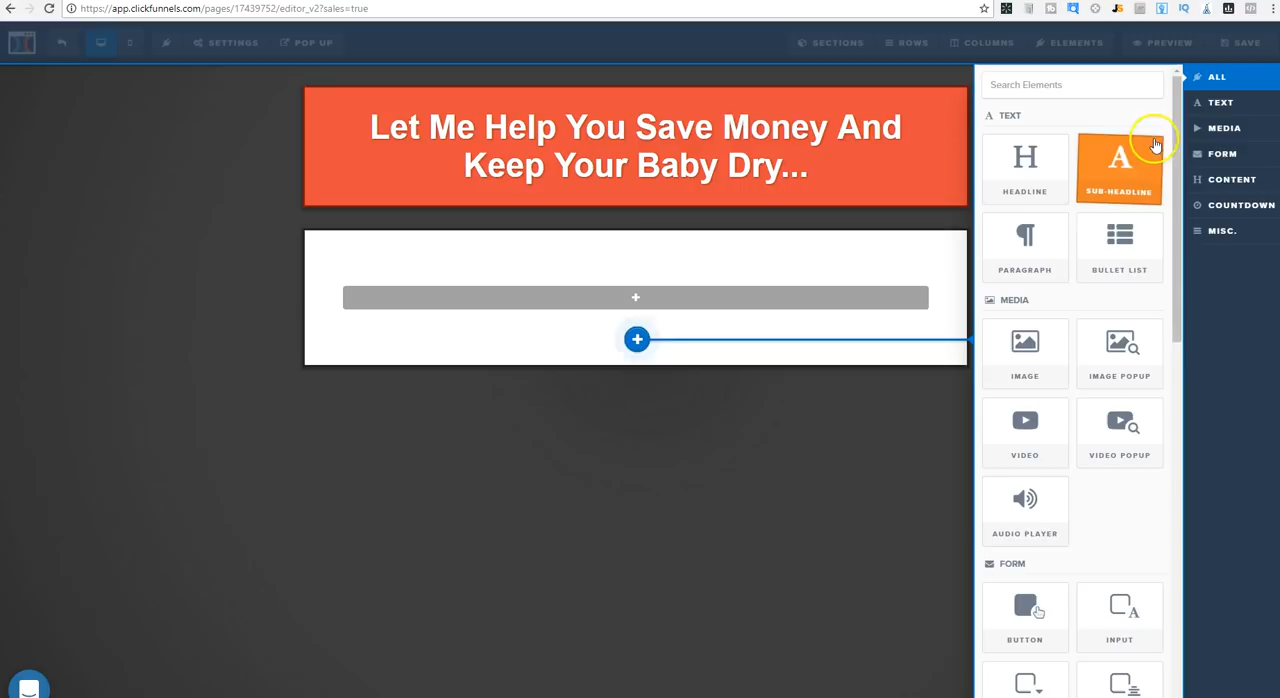 https://app.clickfunnels.com/pages/17439752/editor_v2?sales=true
SETTINGS
POP UP
SECTIONS
ROWS
COLUMNS
ELEMENTS
PREVIEW
SAVE
Let Me Help You Save Money And
Keep Your Baby Dry...
Search Elements
TEXT
HEADLINE
SUB-HEADLINE
PARAGRAPH
BULLET LIST
MEDIA
IMAGE
IMAGE POPUP
VIDEO
VIDEO POPUP
AUDIO PLAYER
FORM
BUTTON
INPUT
ALL
TEXT
MEDIA
FORM
CONTENT
COUNTDOWN
MISC.